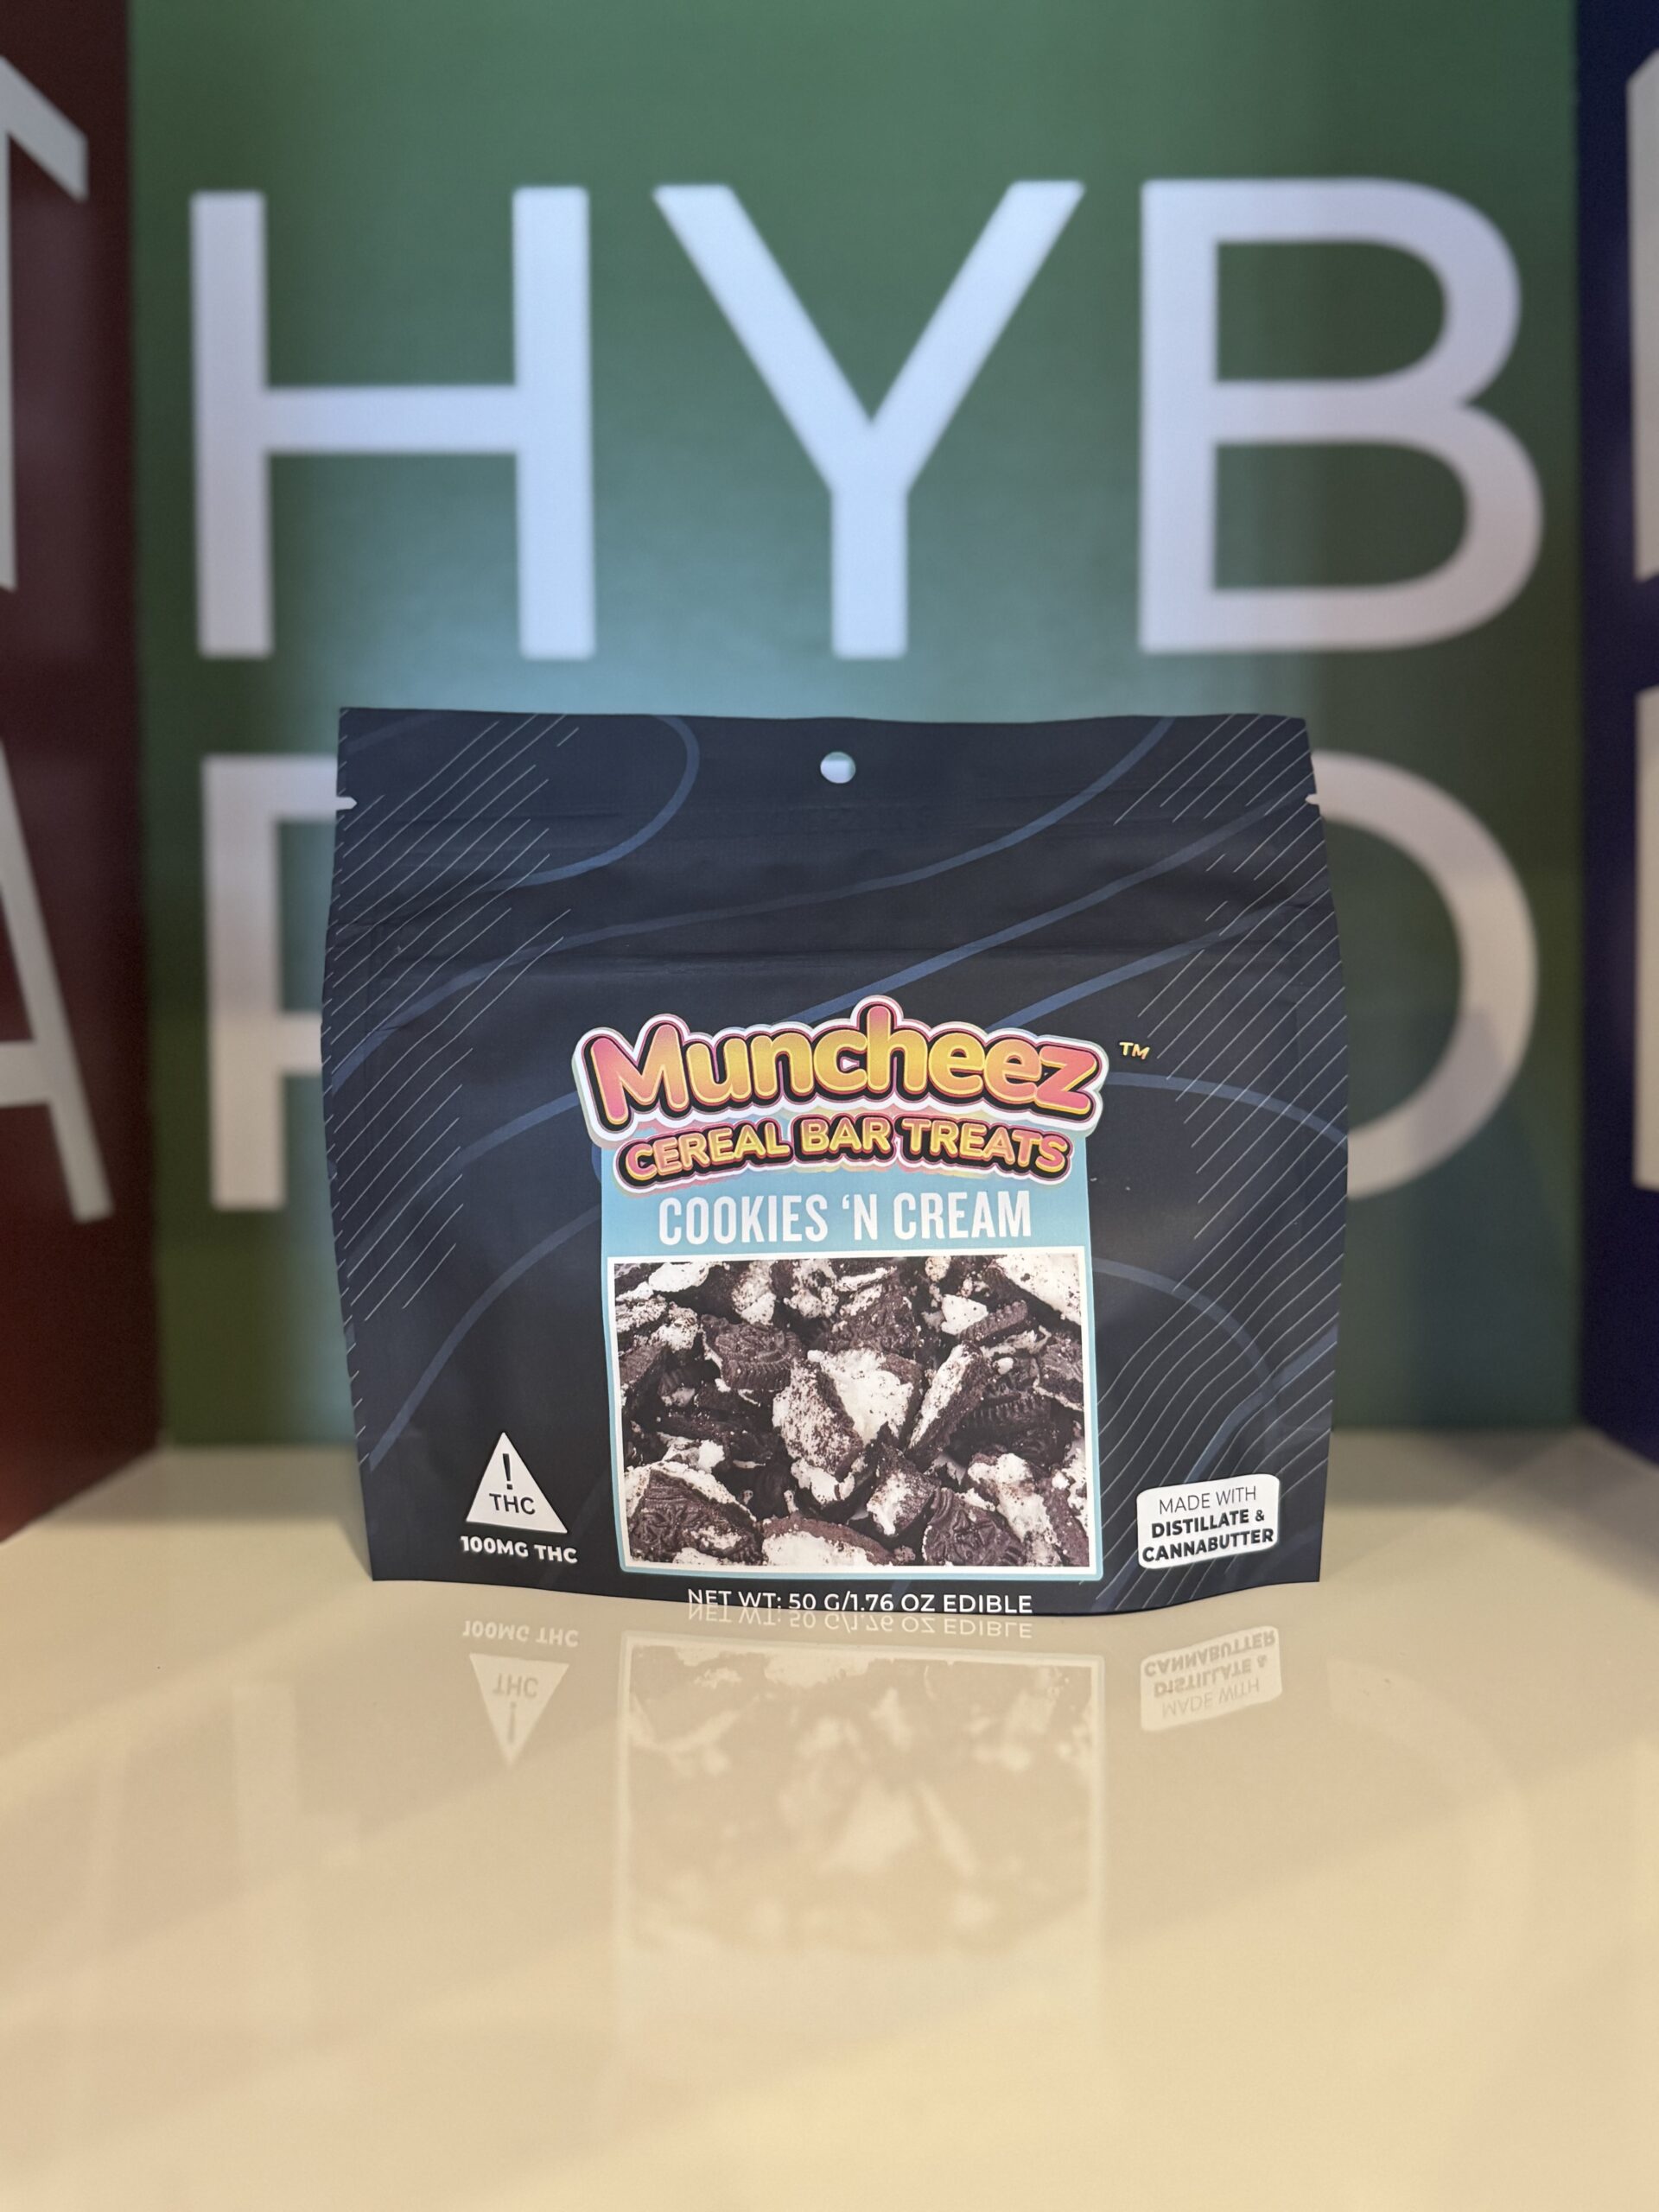 HYB
Muncheez™
CEREAL BAR TREATS
COOKIES ‘N CREAM
!
THC
100MG THC
MADE WITH
DISTILLATE &
CANNABUTTER
NET WT: 50 G/1.76 OZ EDIBLE